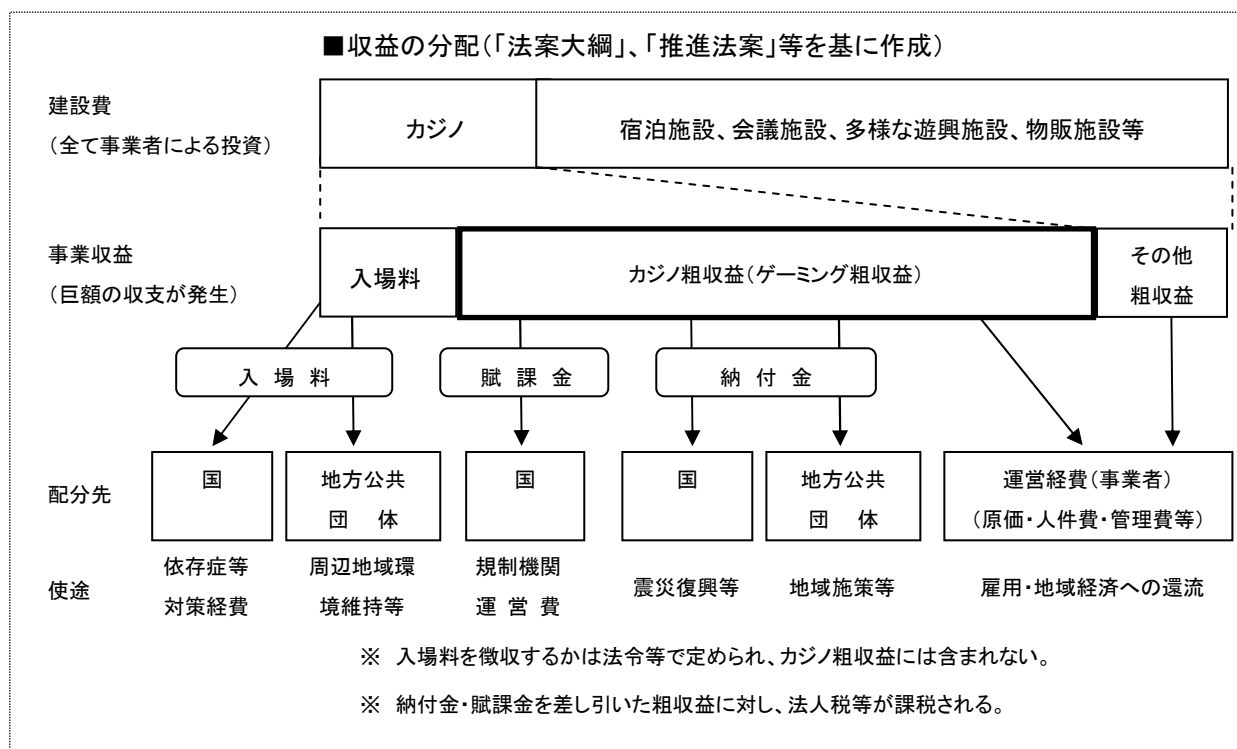 ■収益の分配(「法案大綱」、「推進法案」等を基に作成)
建設費
(全て事業者による投資)
カジノ
宿泊施設、会議施設、多様な遊興施設、物販施設等
事業収益
(巨額の収支が発生)
入場料
カジノ粗収益(ゲーミング粗収益)
その他
粗収益
入 場 料
賦 課 金
納 付 金
配分先
国
地方公共
団 体
国
国
地方公共
団 体
運営経費(事業者)
(原価・人件費・管理費等)
使途
依存症等
対策経費
周辺地域環
境維持等
規制機関
運 営 費
震災復興等
地域施策等
雇用・地域経済への還流
※ 入場料を徴収するかは法令等で定められ、カジノ粗収益には含まれない。
※ 納付金・賦課金を差し引いた粗収益に対し、法人税等が課税される。